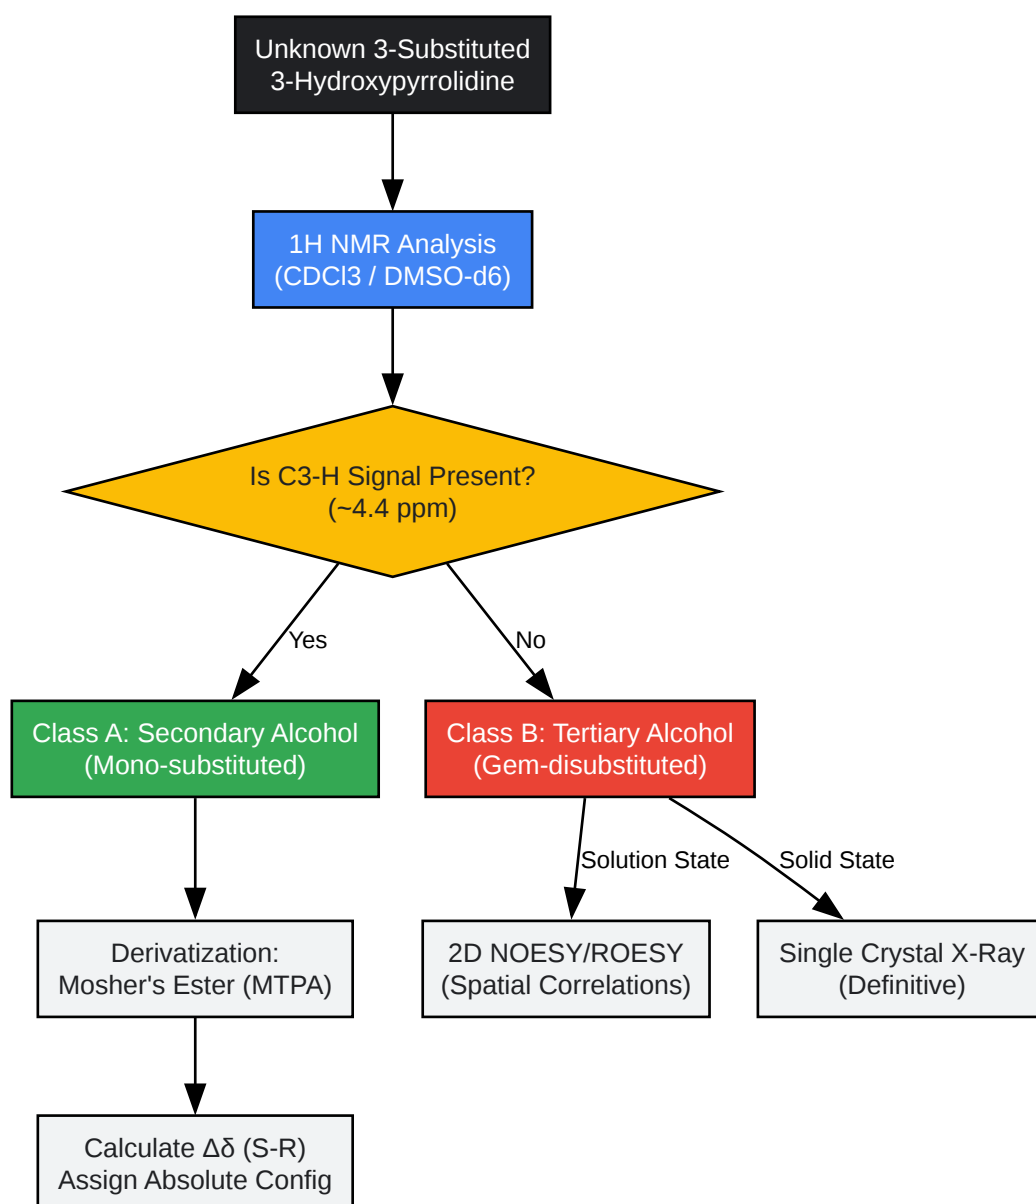 Unknown 3-Substituted
3-Hydroxypyrrolidine
1H NMR Analysis
(CDCl3 / DMSO-d6)
Is C3-H Signal Present?
(~4.4 ppm)
Yes
No
Class A: Secondary Alcohol
(Mono-substituted)
Class B: Tertiary Alcohol
(Gem-disubstituted)
Solution State
Solid State
Derivatization:
Mosher's Ester (MTPA)
2D NOESY/ROESY
(Spatial Correlations)
Single Crystal X-Ray
(Definitive)
Calculate Δδ (S-R)
Assign Absolute Config